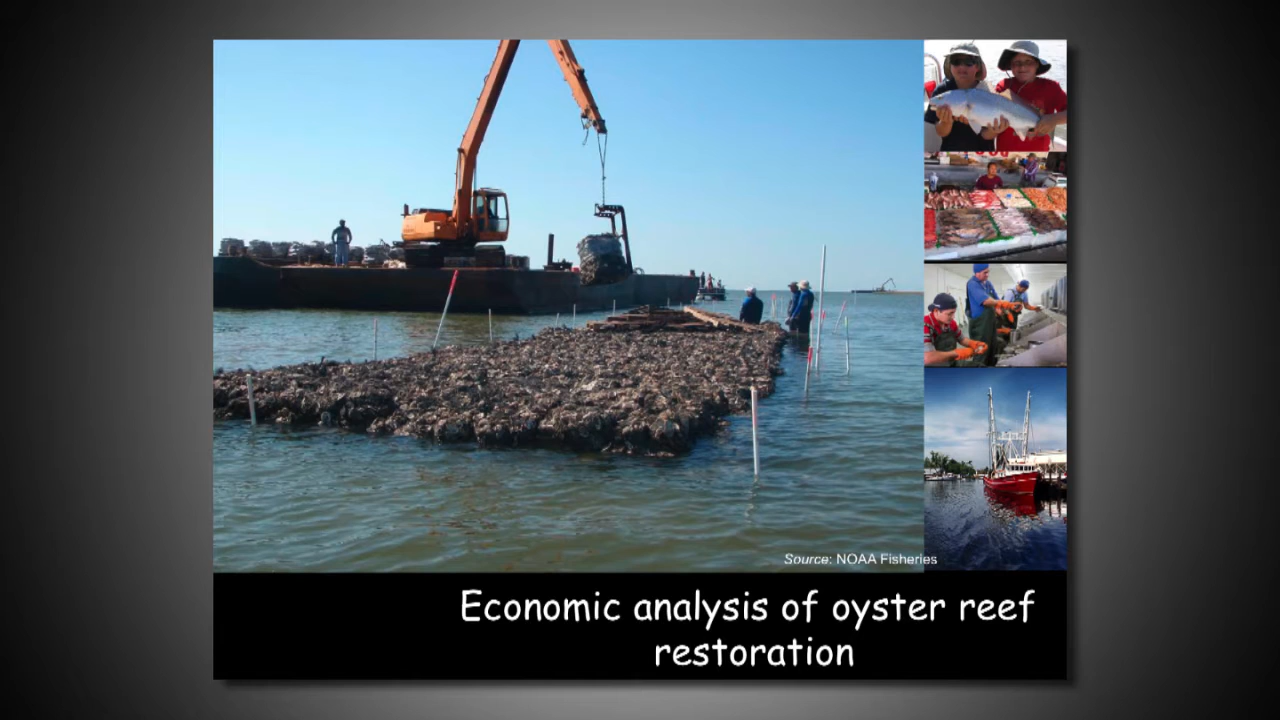 Source: NOAA Fisheries
Economic analysis of oyster reef
restoration